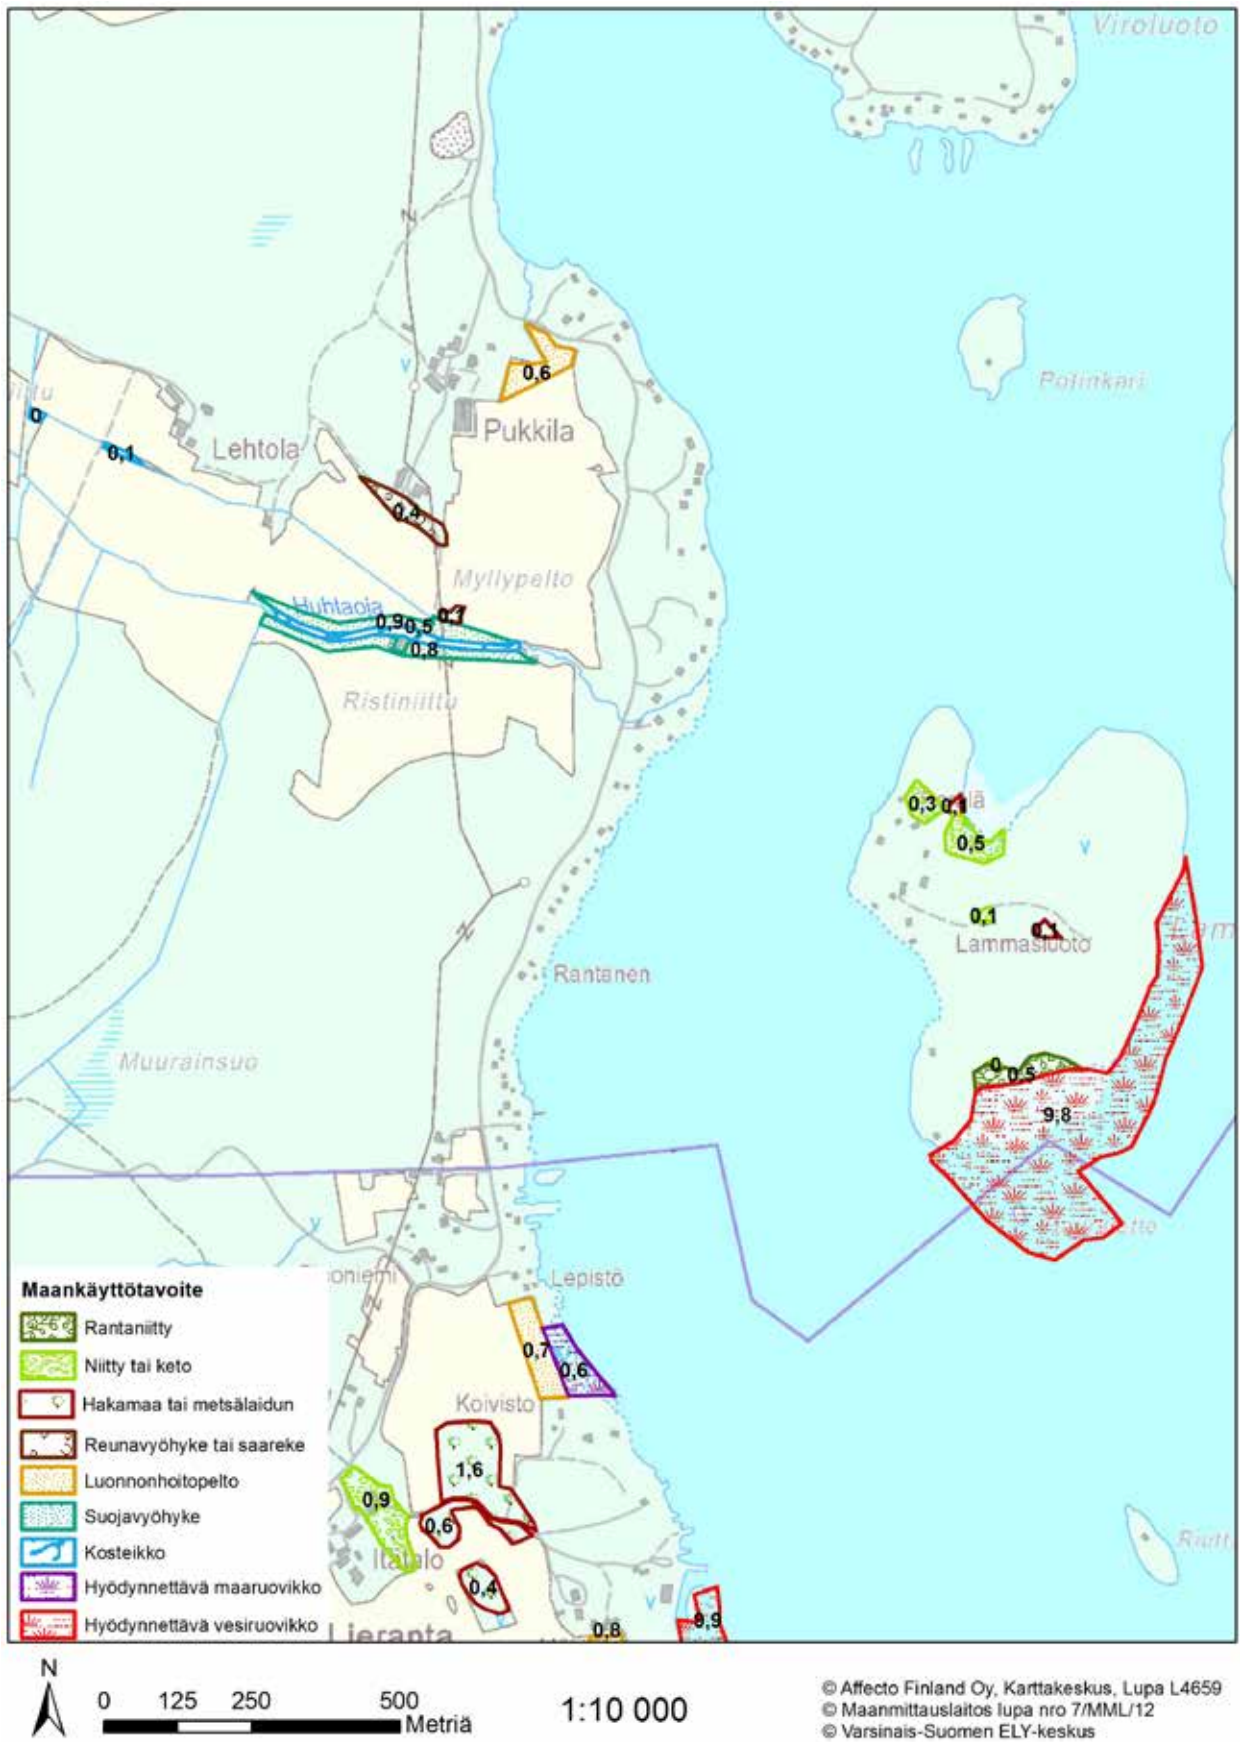 Viroluoto
Potinkari
0,6
Pukkila
0
0,1
Lehtola
0,4
Myllypelto
Huhtaoja
0,9
0,5
0,8
Ristiniittu
0,3
0,1
0,5
0,1
0,1
Lammasluoto
Rantanen
Muurainsuo
0
0,5
9,8
Lepistö
0,7
0,6
Koivisto
1,6
0,9
0,6
Itätalo
0,4
0,8
9,9
Maankäyttötavoite
Rantaniitty
Niitty tai keto
Hakamaa tai metsälaidun
Reunavyöhyke tai saareke
Luonnonhoitopelto
Suojavyöhyke
Kosteikko
Hyödynnettävä maaruovikko
Hyödynnettävä vesiruovikko
N
0 125 250 500
Metriä
1:10 000
© Affecto Finland Oy, Karttakeskus, Lupa L4659
© Maanmittauslaitos lupa nro 7/MML/12
© Varsinais-Suomen ELY-keskus